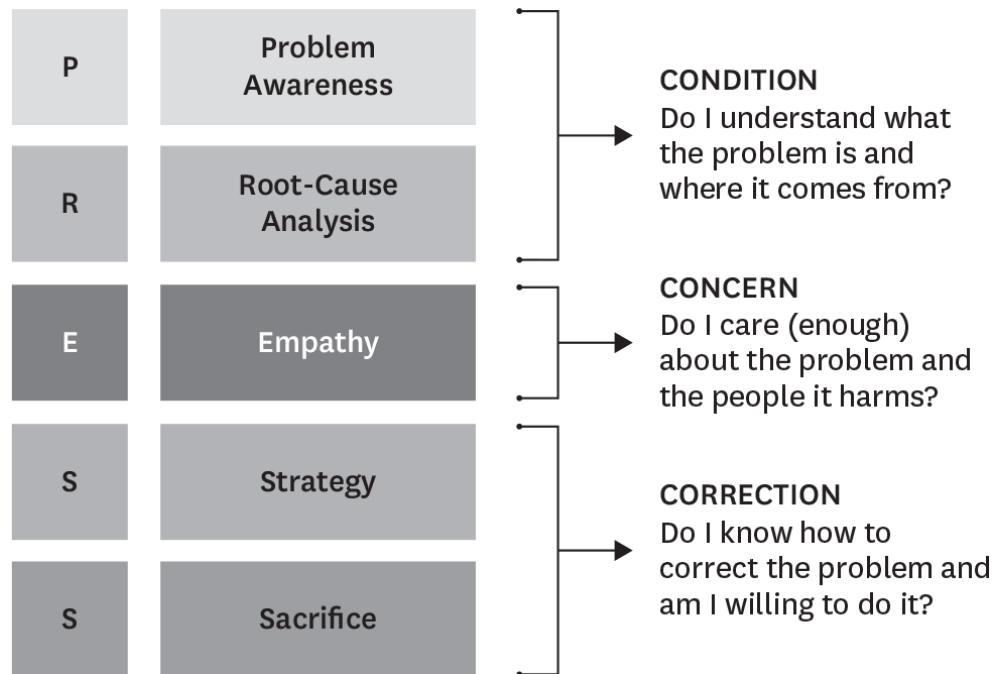 P
Problem
Awareness
R
Root-Cause
Analysis
E
Empathy
S
Strategy
S
Sacrifice
CONDITION
Do I understand what
the problem is and
where it comes from?
CONCERN
Do I care (enough)
about the problem and
the people it harms?
CORRECTION
Do I know how to
correct the problem and
am I willing to do it?